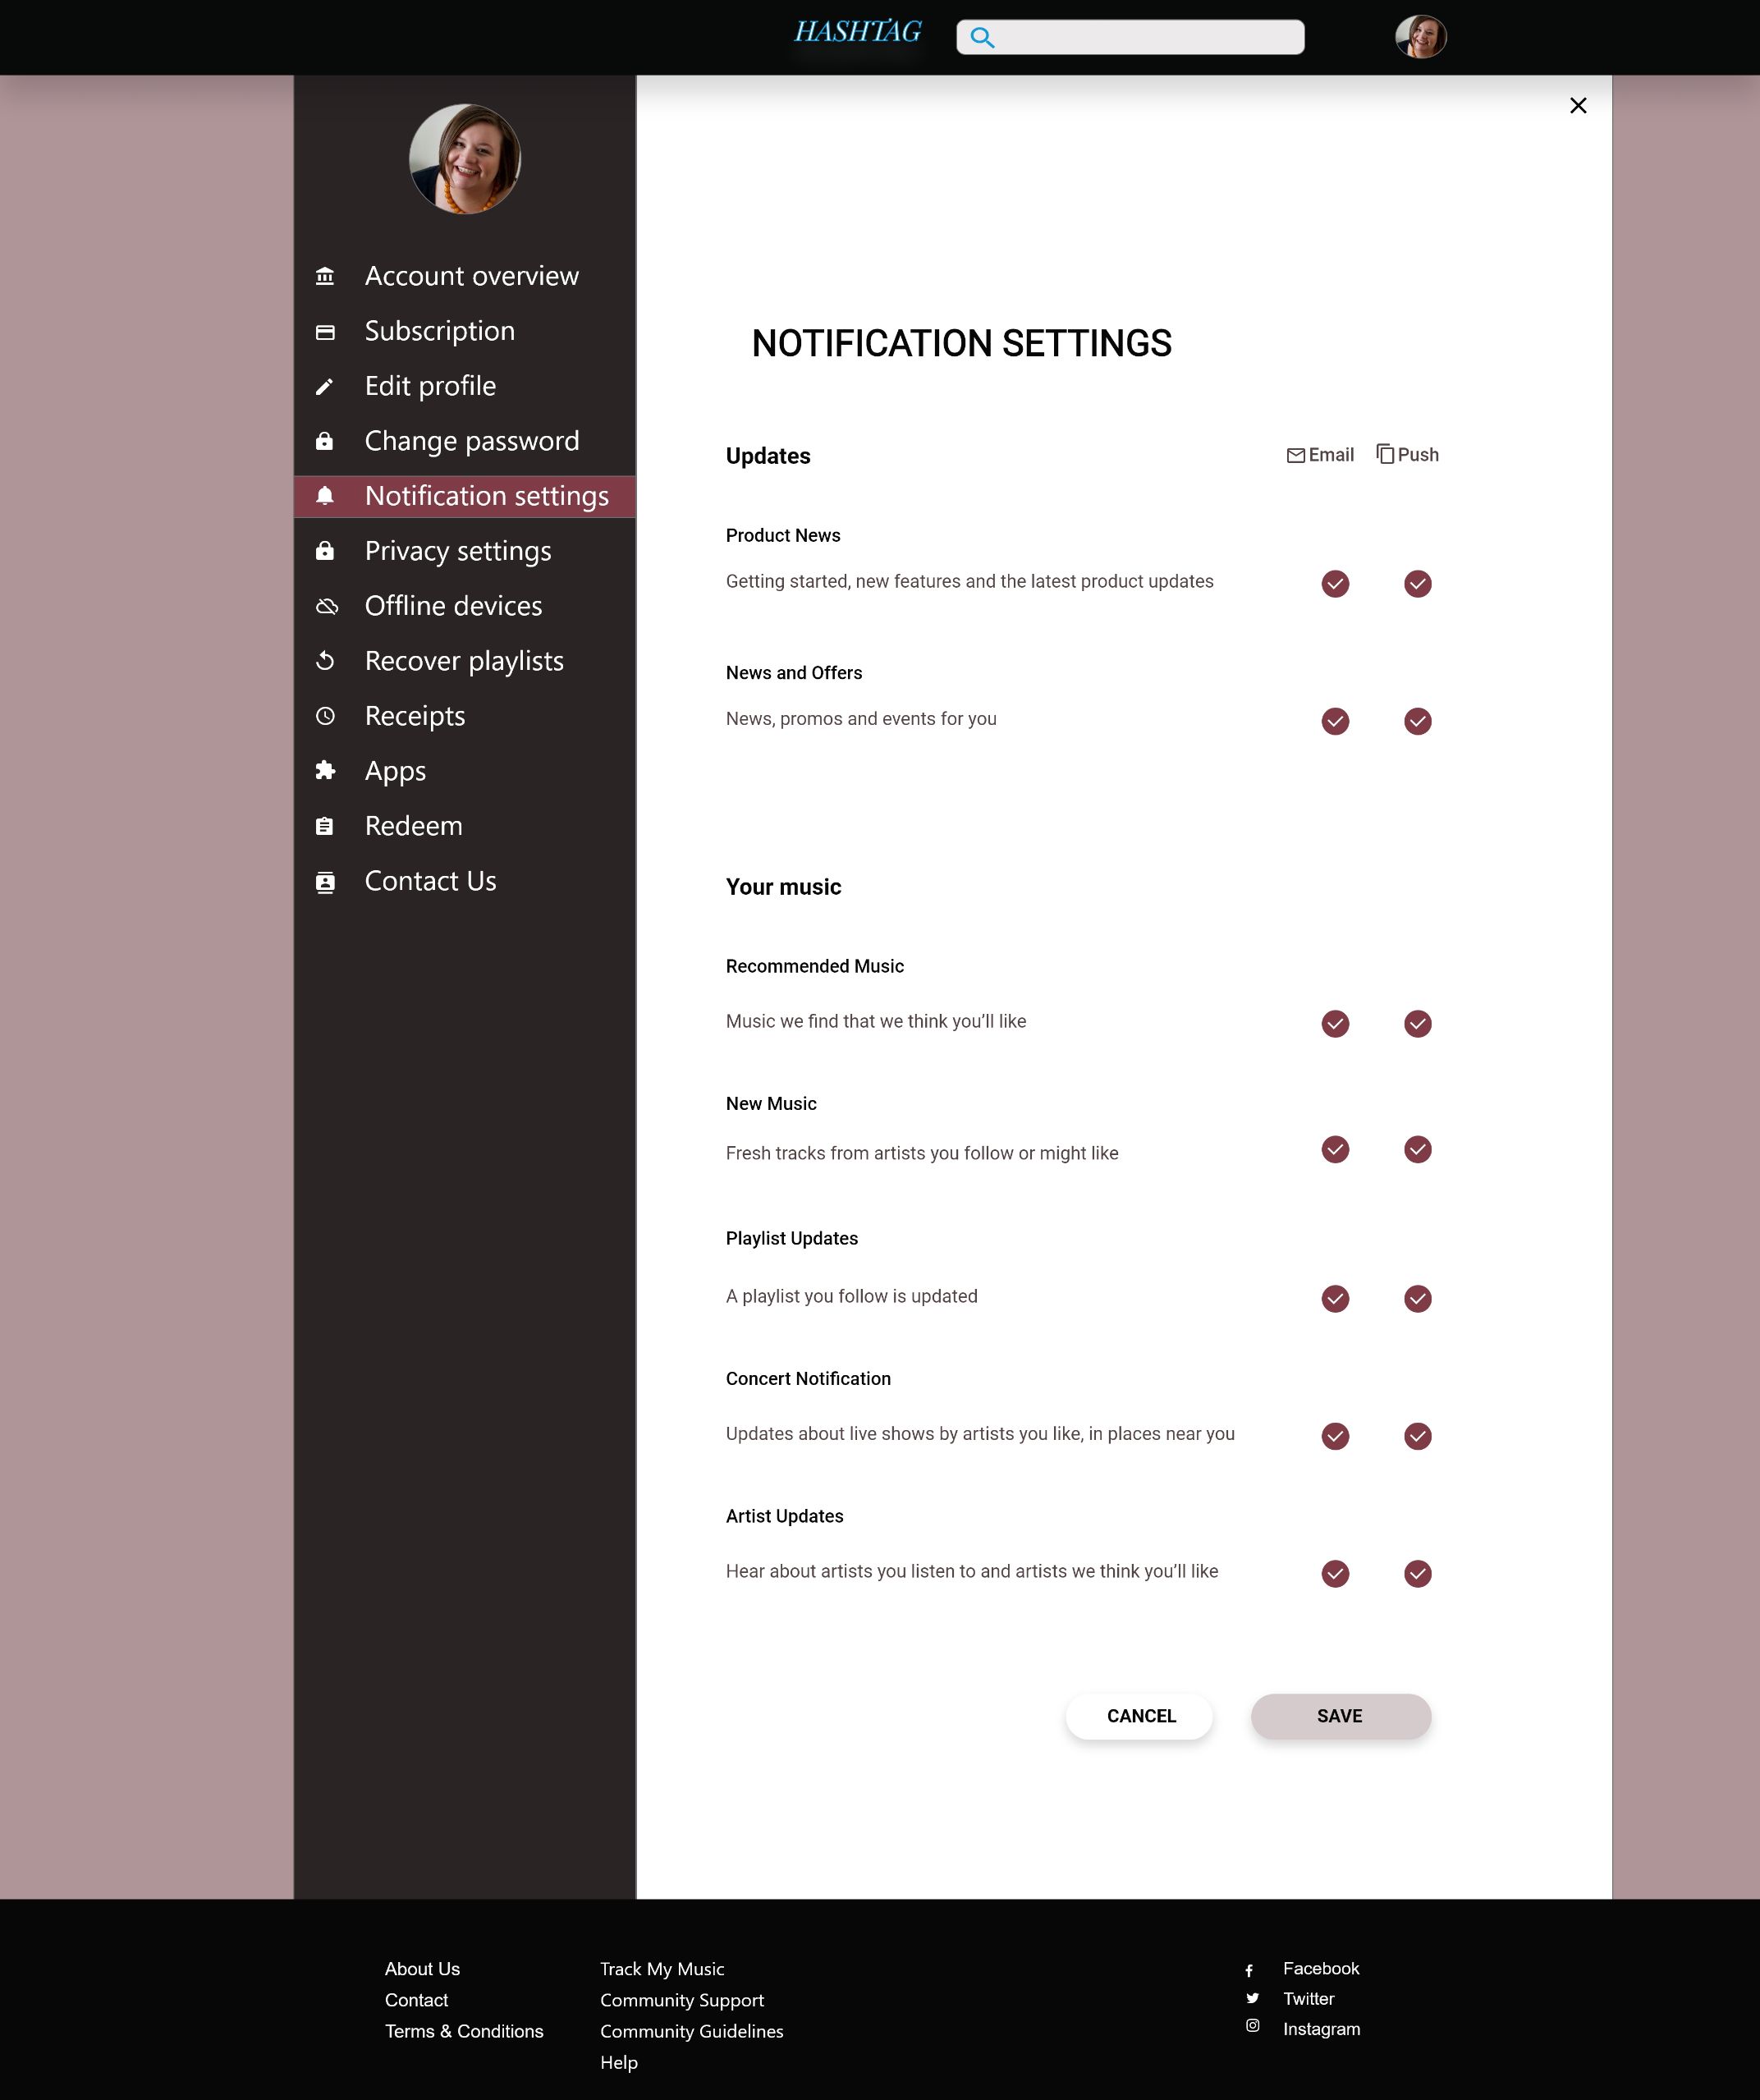 HASHTAG
Account overview
Subscription
Edit profile
Change password
Notification settings
Privacy settings
Offline devices
Recover playlists
Receipts
Apps
Redeem
Contact Us
NOTIFICATION SETTINGS
Updates
Email
Push
Product News
Getting started, new features and the latest product updates
News and Offers
News, promos and events for you
Your music
Recommended Music
Music we find that we think you’ll like
New Music
Fresh tracks from artists you follow or might like
Playlist Updates
A playlist you follow is updated
Concert Notification
Updates about live shows by artists you like, in places near you
Artist Updates
Hear about artists you listen to and artists we think you’ll like
CANCEL
SAVE
About Us
Contact
Terms & Conditions
Track My Music
Community Support
Community Guidelines
Help
Facebook
Twitter
Instagram